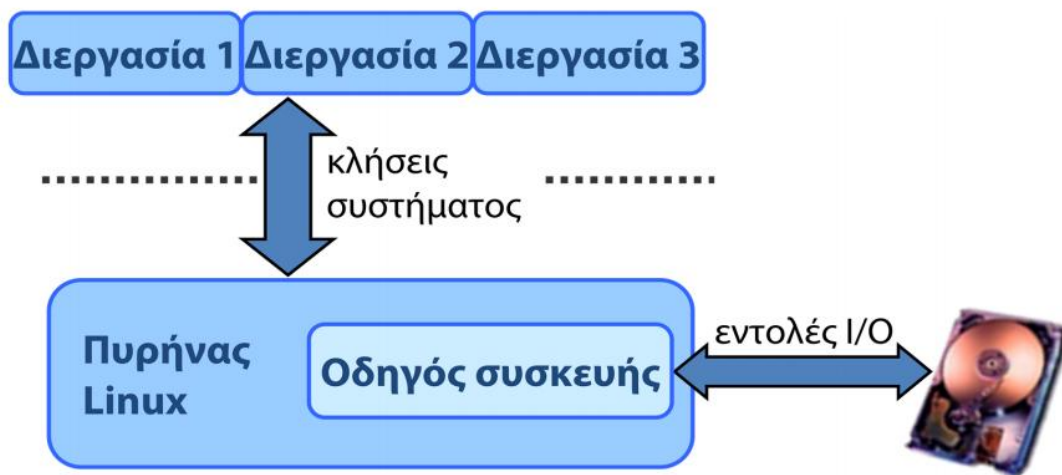 Διεργασία 1 Διεργασία 2 Διεργασία 3
κλήσεις
συστήματος
Πυρήνας
Linux
Οδηγός συσκευής
εντολές I/O